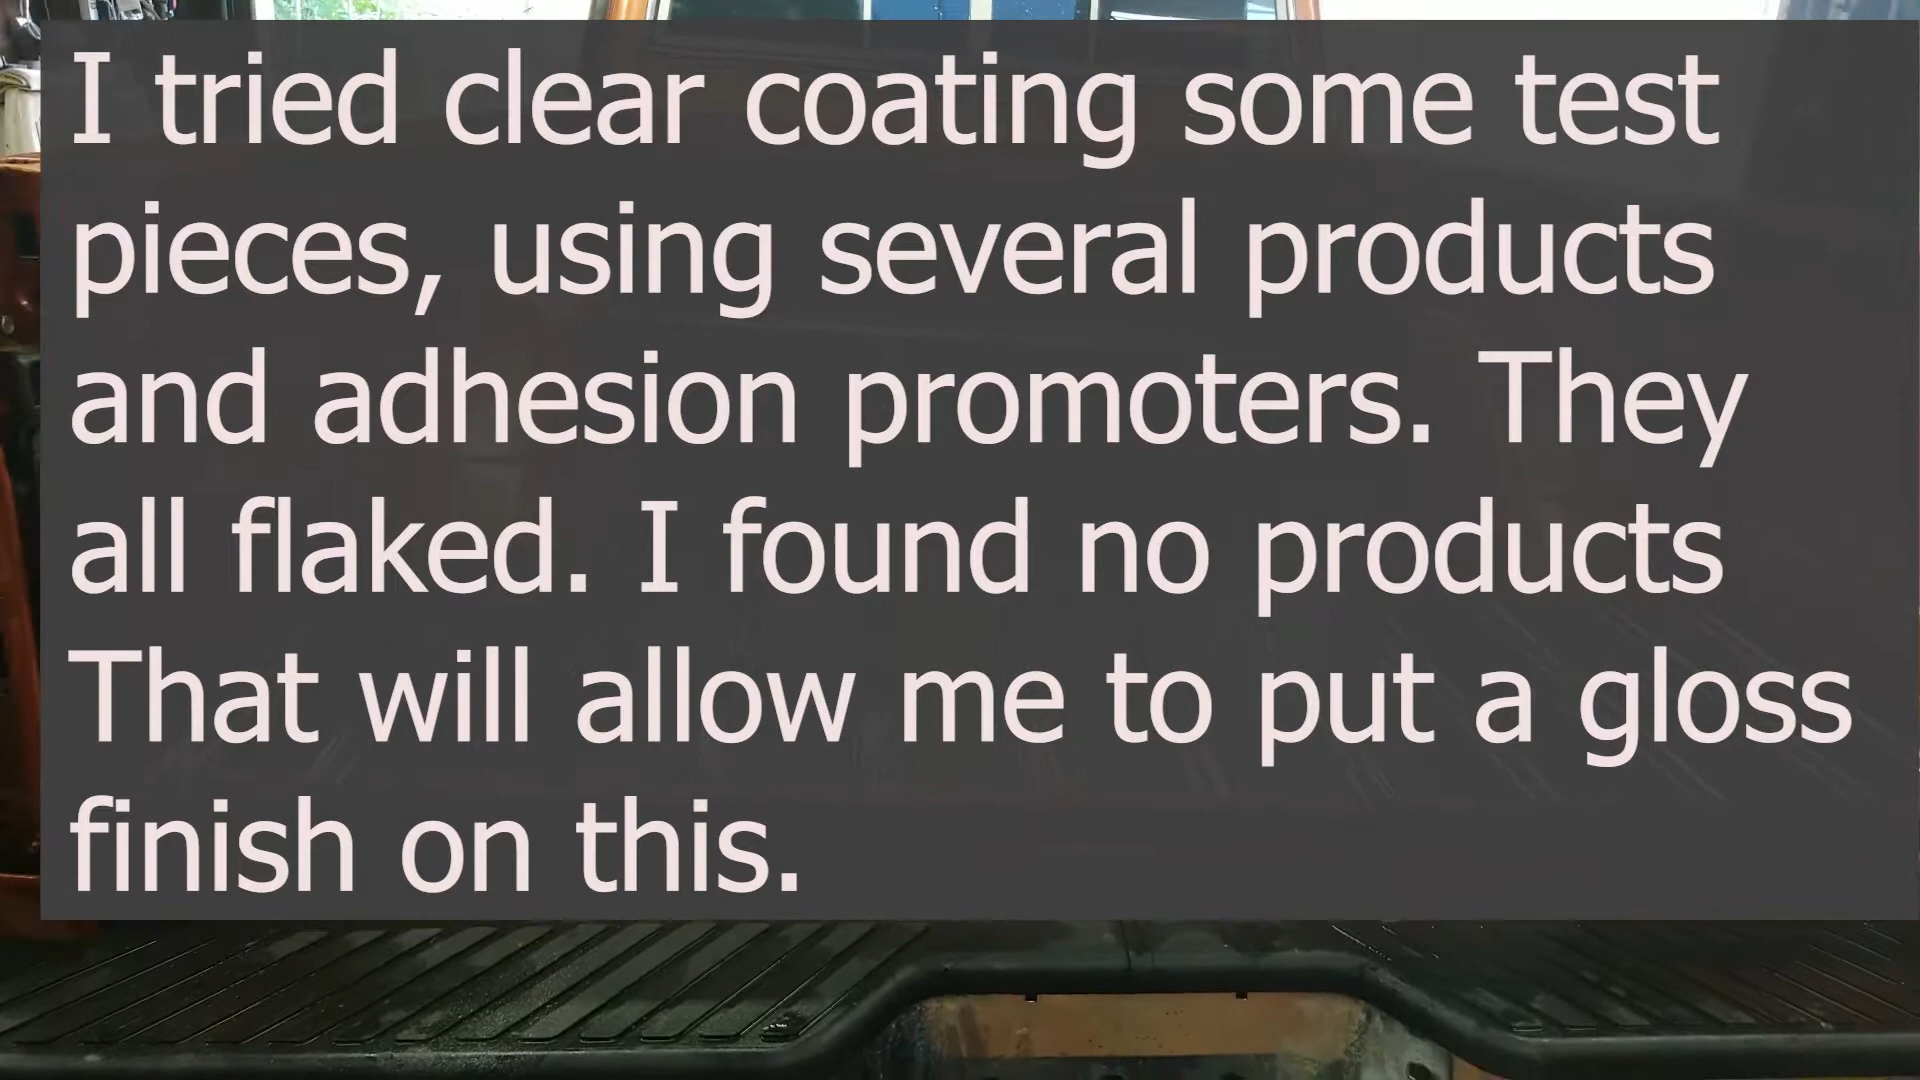 I tried clear coating some test
pieces, using several products
and adhesion promoters. They
all flaked. I found no products
That will allow me to put a gloss
finish on this.